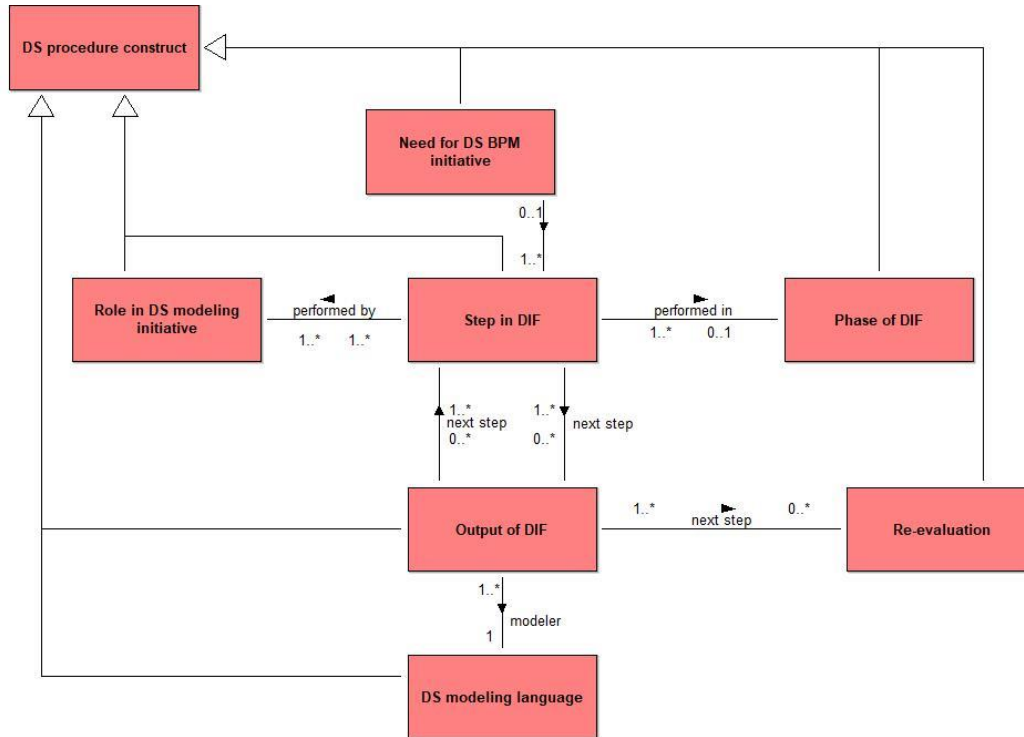 DS procedure construct
Need for DS BPM
initiative
0..1
1..*
Role in DS modeling
initiative
performed by
1..* 1..*
Step in DIF
performed in
1..* 0..1
Phase of DIF
1..*
next step
0..*
1..*
next step
0..*
Output of DIF
1..* 0..*
next step
Re-evaluation
1..*
modeler
1
DS modeling language